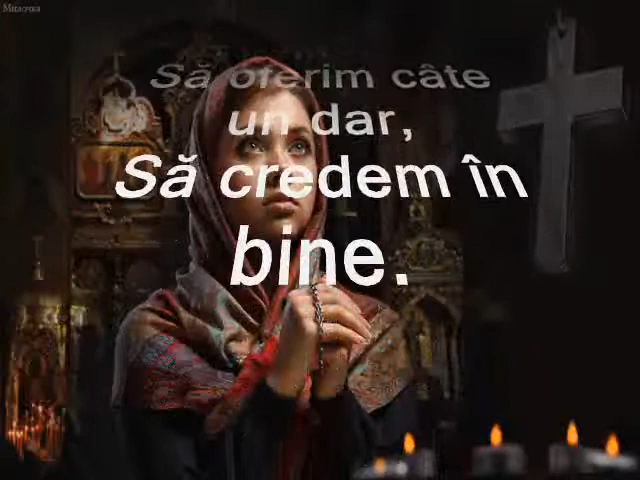 Să oferim câte
un dar,
Să credem în
bine.